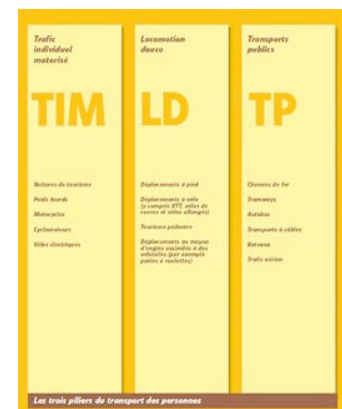 Trafic
individuel
motorisé
TIM
Voitures de tourisme
Poids lourds
Motocycles
Cyclomoteurs
Vélos électriques
Locomotion
douce
LD
Déplacements à pied
Déplacements à vélo
(y compris VTT, vélos de
course et vélos allongés)
Tourisme pédestre
Déplacements au moyen
d'engins assimilés à des
véhicules (par exemple
patins à roulettes)
Transports
publics
TP
Chemins de fer
Tramways
Autobus
Transports à câbles
Bateaux
Trafic aérien
Les trois piliers du transport des personnes